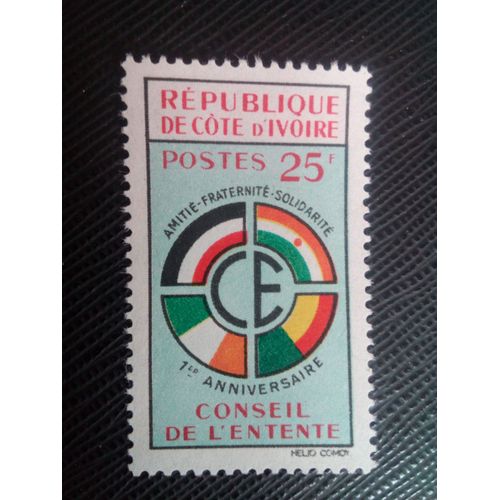 RÉPUBLIQUE
DE CÔTE D'IVOIRE
POSTES 25F
AMITIÉ-FRATERNITÉ-SOLIDARITÉ
CE
1ER ANNIVERSAIRE
CONSEIL
DE L'ENTENTE
HELIO COMOY